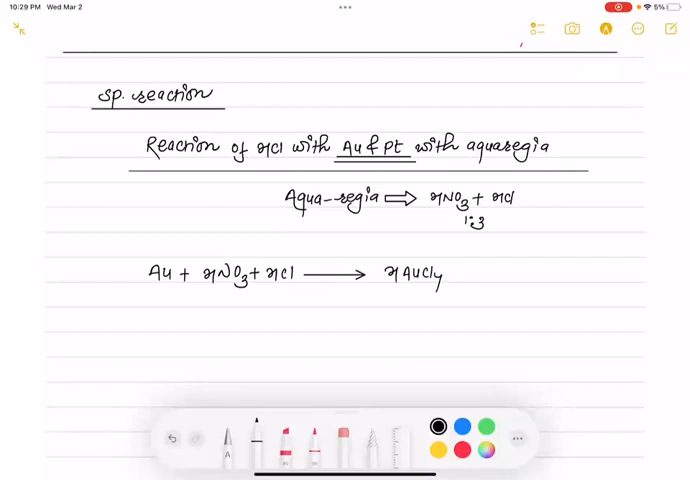 10:29 PM Wed Mar 2
5%
sp. reaction
Reaction of HCl with Au & Pt with aquaregia
Aqua-regia ⇒ HNO3 + HCl
1:3
Au + HNO3 + HCl ⟶ HAuCl4
A